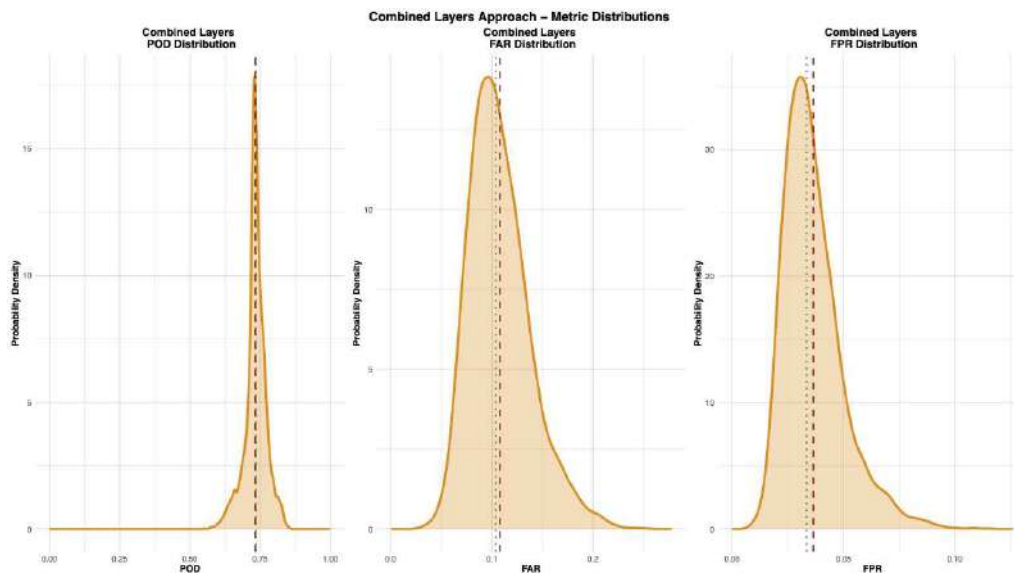 Combined Layers Approach – Metric Distributions
Combined Layers
POD Distribution
Combined Layers
FAR Distribution
Combined Layers
FPR Distribution
Probability Density
15
10
5
0
0.00
0.25
0.50
0.75
1.00
POD
Probability Density
10
5
0
0.0
0.1
0.2
FAR
Probability Density
30
20
10
0
0.00
0.05
0.10
FPR